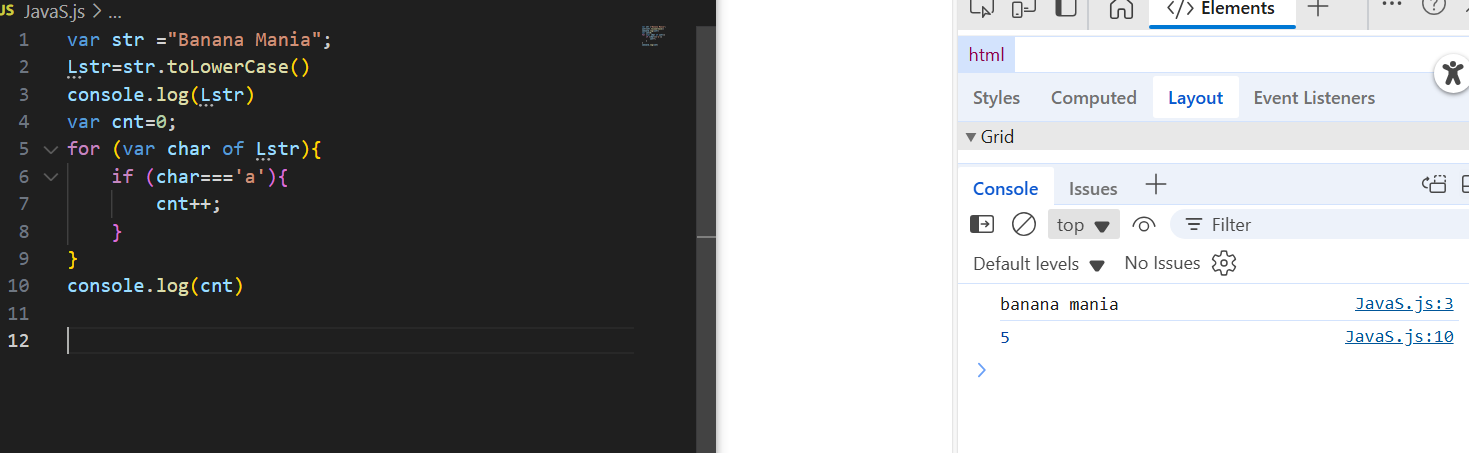 JS JavaS.js > ...
1 var str ="Banana Mania";
2 Lstr=str.toLowerCase()
3 console.log(Lstr)
4 var cnt=0;
5 for (var char of Lstr){
6     if (char==='a'){
7         cnt++;
8     }
9 }
10 console.log(cnt)
11
12
</> Elements
html
Styles Computed Layout Event Listeners
Grid
Console Issues
top Filter
Default levels No Issues
banana mania JavaS.js:3
5 JavaS.js:10